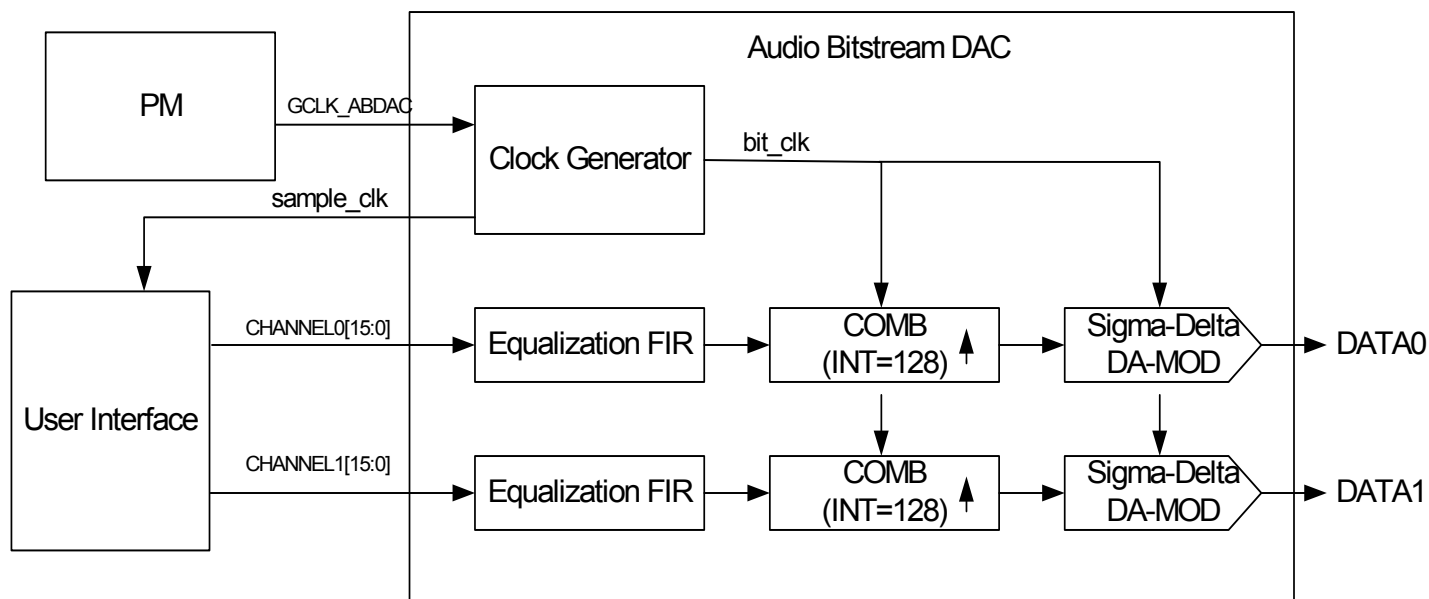 Audio Bitstream DAC
PM
GCLK_ABDAC
Clock Generator
bit_clk
sample_clk
User Interface
CHANNEL0[15:0]
Equalization FIR
COMB
(INT=128)
Sigma-Delta
DA-MOD
DATA0
CHANNEL1[15:0]
Equalization FIR
COMB
(INT=128)
Sigma-Delta
DA-MOD
DATA1